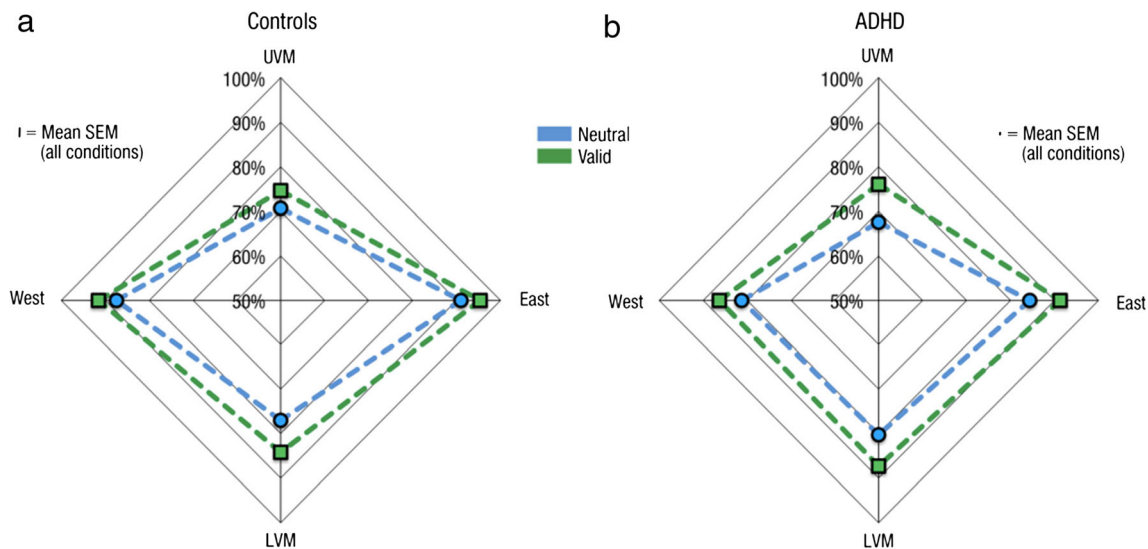 a
Controls
UVM
100%
90%
80%
70%
60%
50%
West
East
LVM
= Mean SEM
(all conditions)
Neutral
Valid
b
ADHD
UVM
100%
90%
80%
70%
60%
50%
West
East
LVM
= Mean SEM
(all conditions)